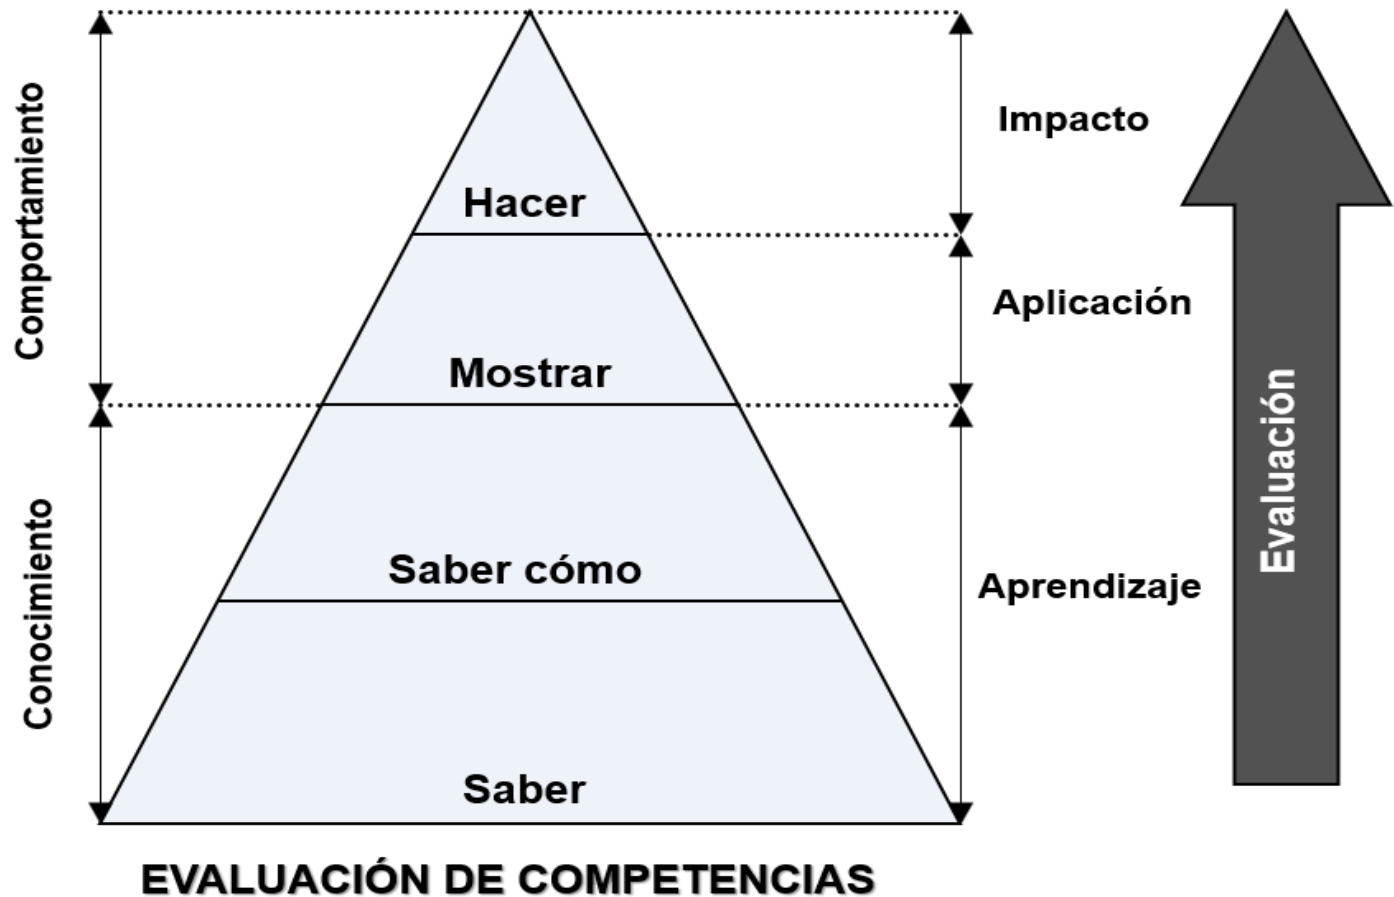 Comportamiento
Conocimiento
Hacer
Mostrar
Saber cómo
Saber
Impacto
Aplicación
Aprendizaje
Evaluación
EVALUACIÓN DE COMPETENCIAS